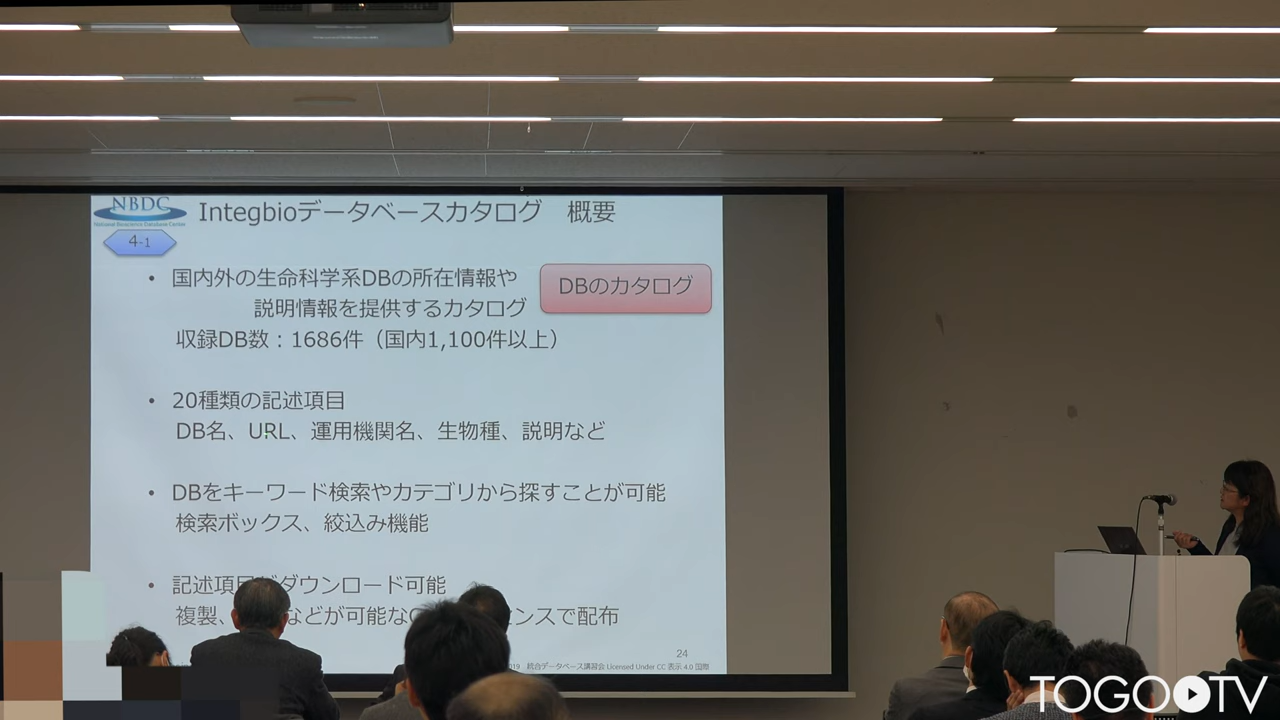 NBDC
National Bioscience Database Center
Integbioデータベースカタログ 概要
4-1
• 国内外の生命科学系DBの所在情報や
説明情報を提供するカタログ
DBのカタログ
収録DB数：1686件（国内1,100件以上）
• 20種類の記述項目
DB名、URL、運用機関名、生物種、説明など
• DBをキーワード検索やカテゴリから探すことが可能
検索ボックス、絞込み機能
• 記述項目がダウンロード可能
複製、などが可能なCンスで配布
24
019 統合データベース講習会 Licensed Under CC 表示 4.0 国際
TOGOTV